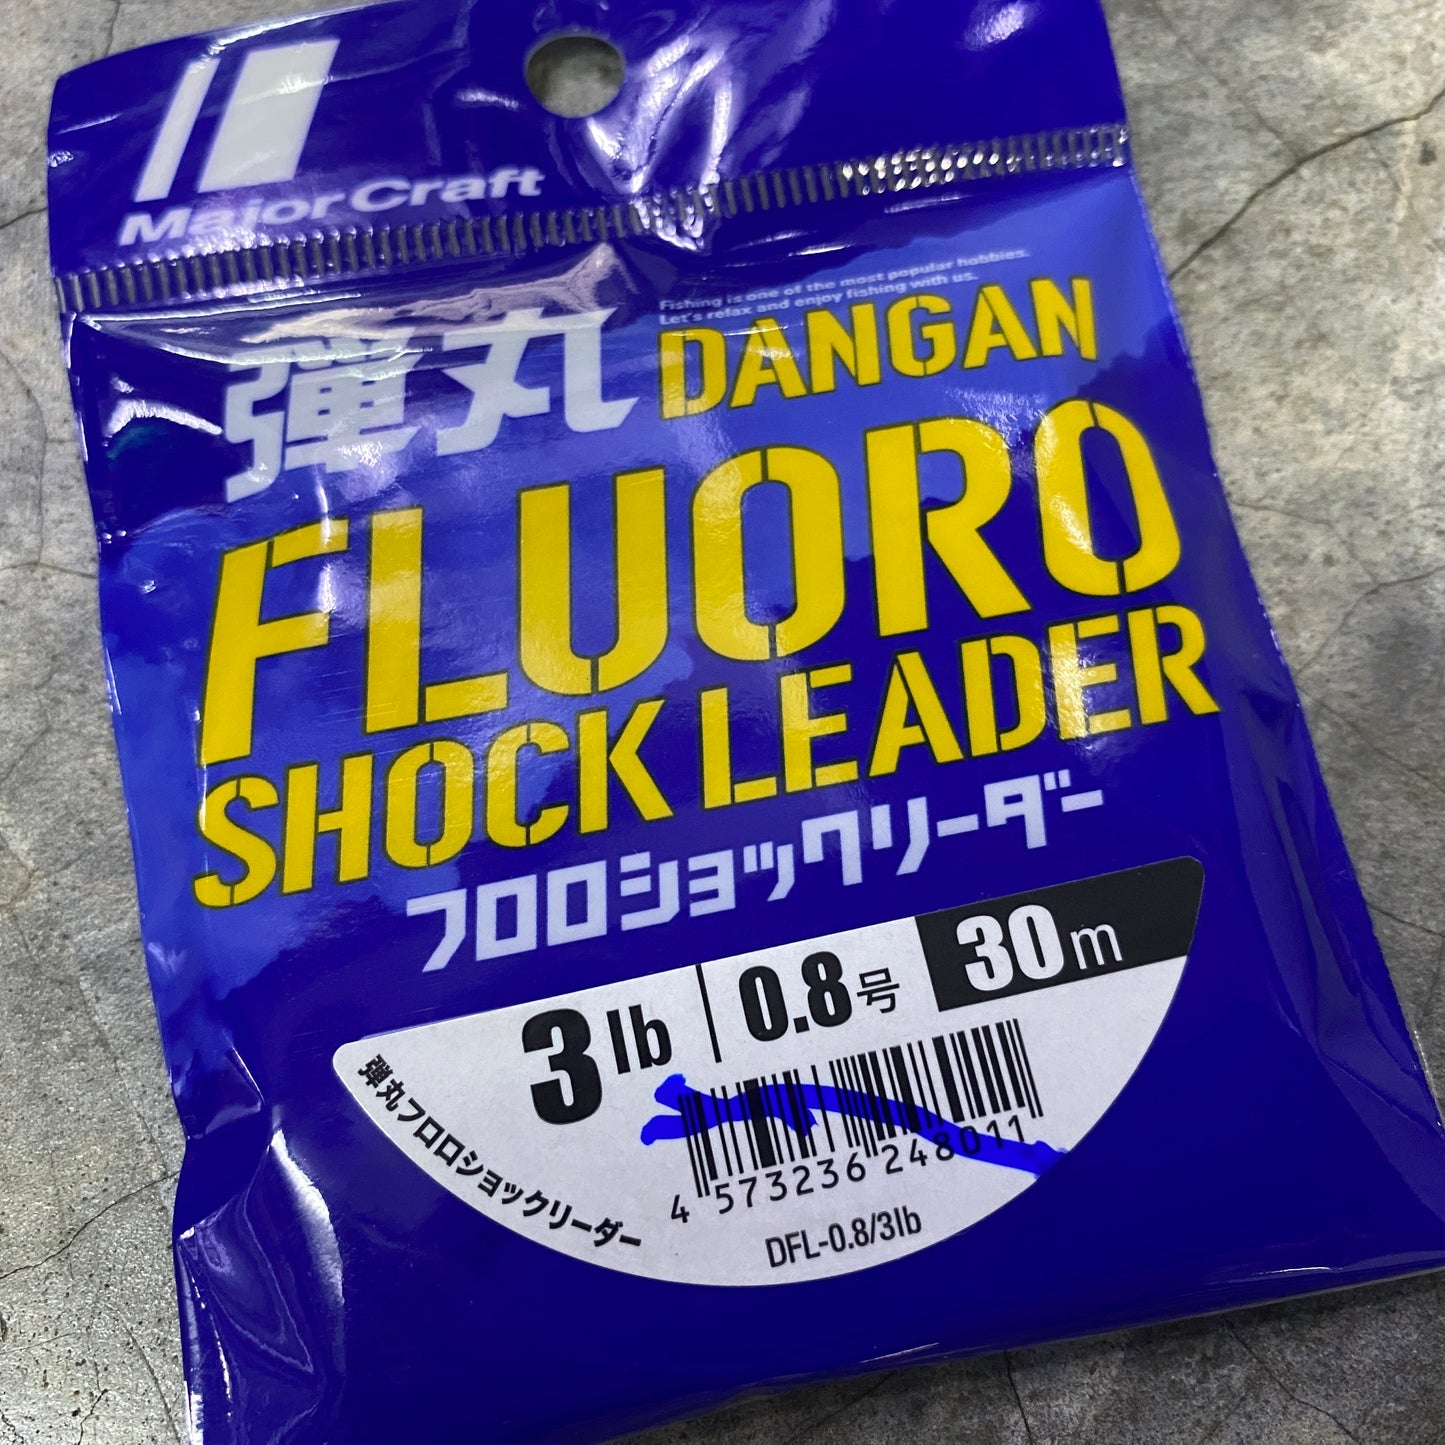 Major Craft
Fishing is one of the most popular hobbies.
Let's relax and enjoy fishing with us.
弾丸 DANGAN
FLUORO
SHOCK LEADER
フロロショックリーダー
3lb 0.8号 30m
弾丸フロロショックリーダー
4 573236 248011
DFL-0.8/3lb